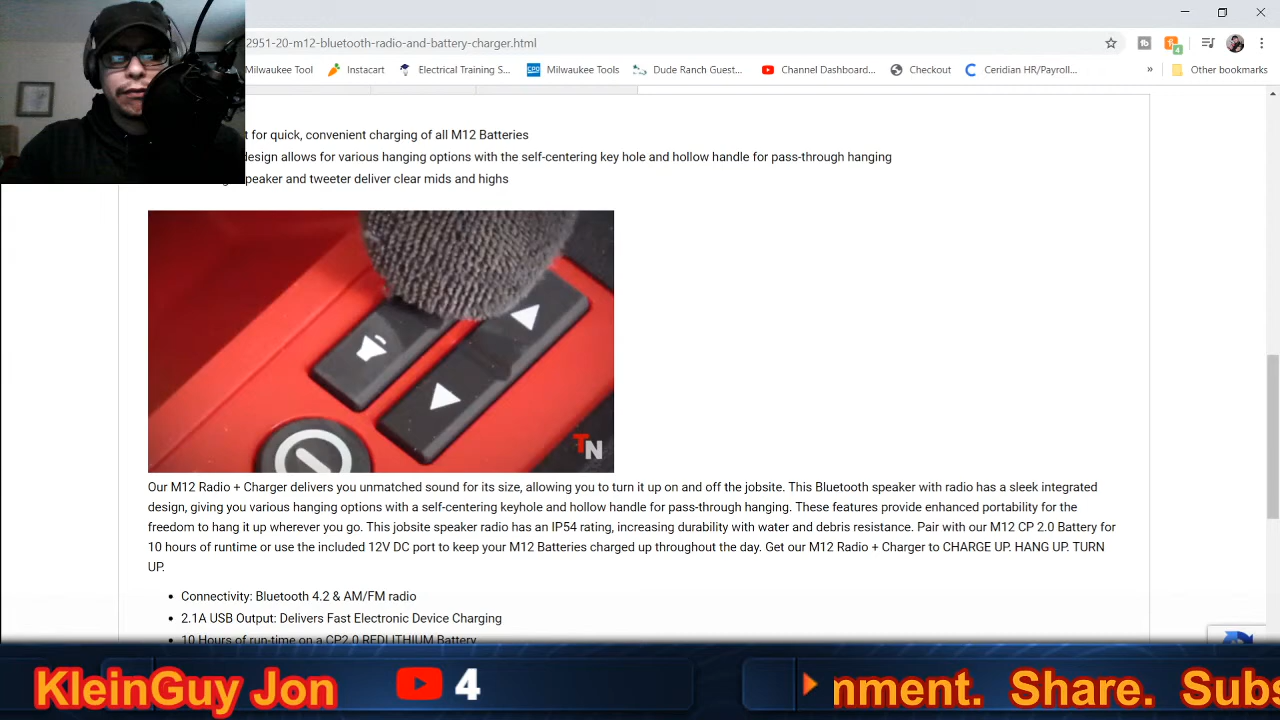 2951-20-m12-bluetooth-radio-and-battery-charger.html
4
Milwaukee Tool Instacart Electrical Training S... CPO Milwaukee Tools Dude Ranch Guest... Channel Dashboard... Checkout Ceridian HR/Payroll... » Other bookmarks
for quick, convenient charging of all M12 Batteries
design allows for various hanging options with the self-centering key hole and hollow handle for pass-through hanging
speaker and tweeter deliver clear mids and highs
TN
Our M12 Radio + Charger delivers you unmatched sound for its size, allowing you to turn it up on and off the jobsite. This Bluetooth speaker with radio has a sleek integrated
design, giving you various hanging options with a self-centering keyhole and hollow handle for pass-through hanging. These features provide enhanced portability for the
freedom to hang it up wherever you go. This jobsite speaker radio has an IP54 rating, increasing durability with water and debris resistance. Pair with our M12 CP 2.0 Battery for
10 hours of runtime or use the included 12V DC port to keep your M12 Batteries charged up throughout the day. Get our M12 Radio + Charger to CHARGE UP. HANG UP. TURN
UP.
• Connectivity: Bluetooth 4.2 & AM/FM radio
• 2.1A USB Output: Delivers Fast Electronic Device Charging
• 10 Hours of run-time on a CP2.0 REDLITHIUM Battery
KleinGuy Jon 4 nment. Share. Subs